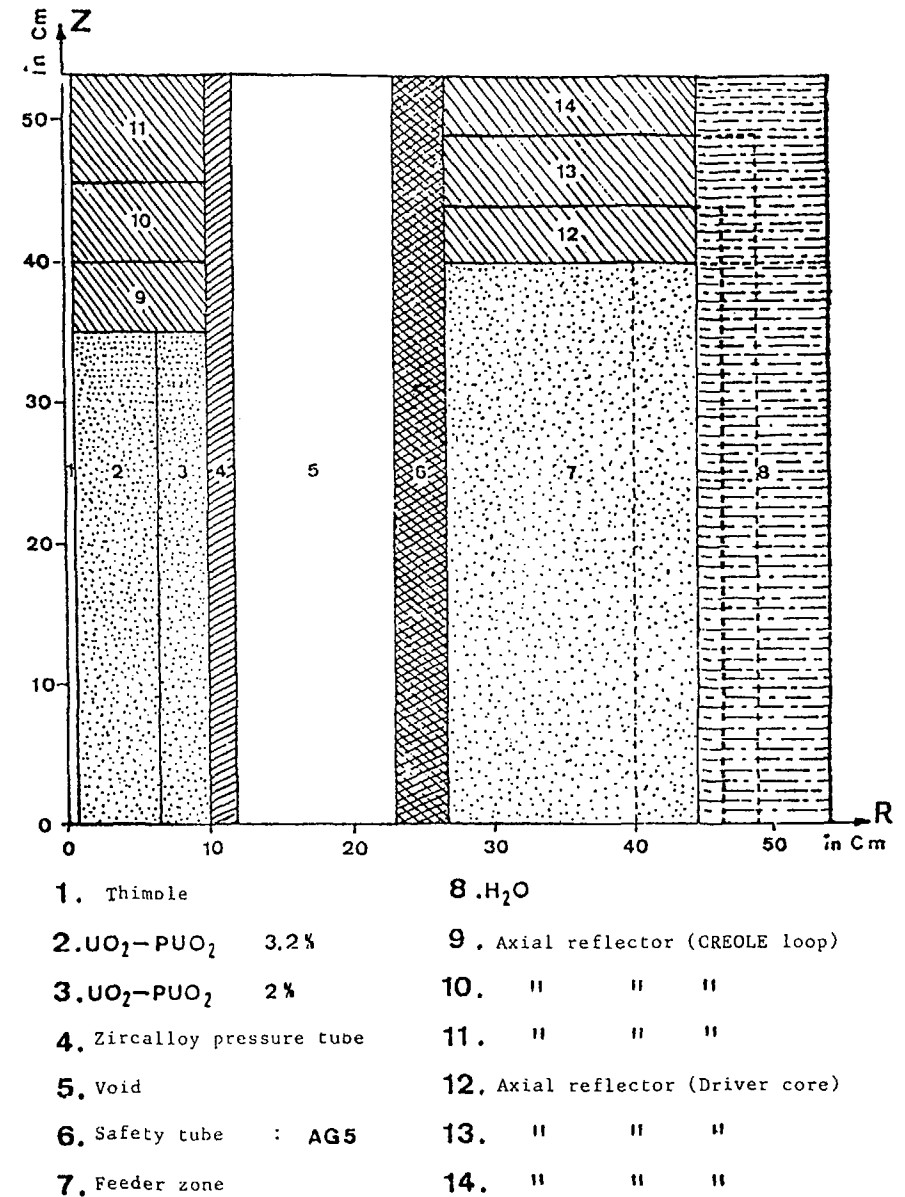 in Cm
Z
50
40
30
20
10
0
11
10
9
14
13
12
1
2
3
4
5
6
7
8
R
0
10
20
30
40
50
in Cm
1. Thimble
2. UO₂-PUO₂ 3.2%
3. UO₂-PUO₂ 2%
4. Zircalloy pressure tube
5. Void
6. Safety tube : AG5
7. Feeder zone
8. H₂O
9. Axial reflector (CREOLE loop)
10. " " "
11. " " "
12. Axial reflector (Driver core)
13. " " "
14. " " "